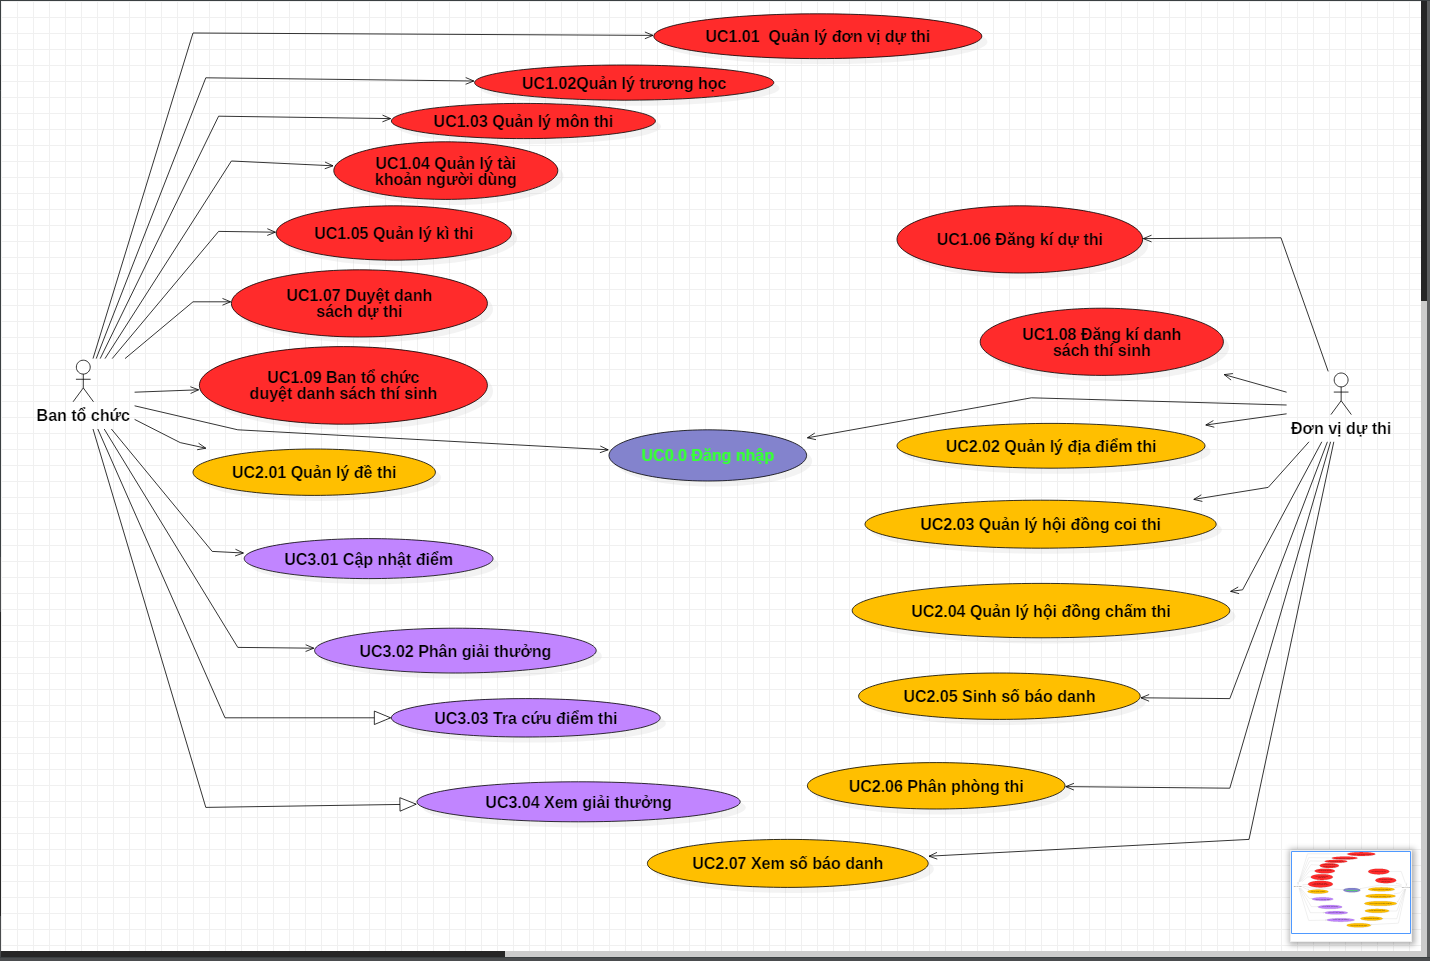 UC1.01  Quản lý đơn vị dự thi
UC1.02Quản lý trương học
UC1.03 Quản lý môn thi
UC1.04 Quản lý tài
khoản người dùng
UC1.05 Quản lý kì thi
UC1.06 Đăng kí dự thi
UC1.07 Duyệt danh
sách dự thi
UC1.08 Đăng kí danh
sách thí sinh
UC1.09 Ban tổ chức
duyệt danh sách thí sinh
Ban tổ chức
Đơn vị dự thi
UC0.0 Đăng nhập
UC2.02 Quản lý địa điểm thi
UC2.01 Quản lý đề thi
UC2.03 Quản lý hội đồng coi thi
UC3.01 Cập nhật điểm
UC2.04 Quản lý hội đồng chấm thi
UC3.02 Phân giải thưởng
UC2.05 Sinh số báo danh
UC3.03 Tra cứu điểm thi
UC2.06 Phân phòng thi
UC3.04 Xem giải thưởng
UC2.07 Xem số báo danh